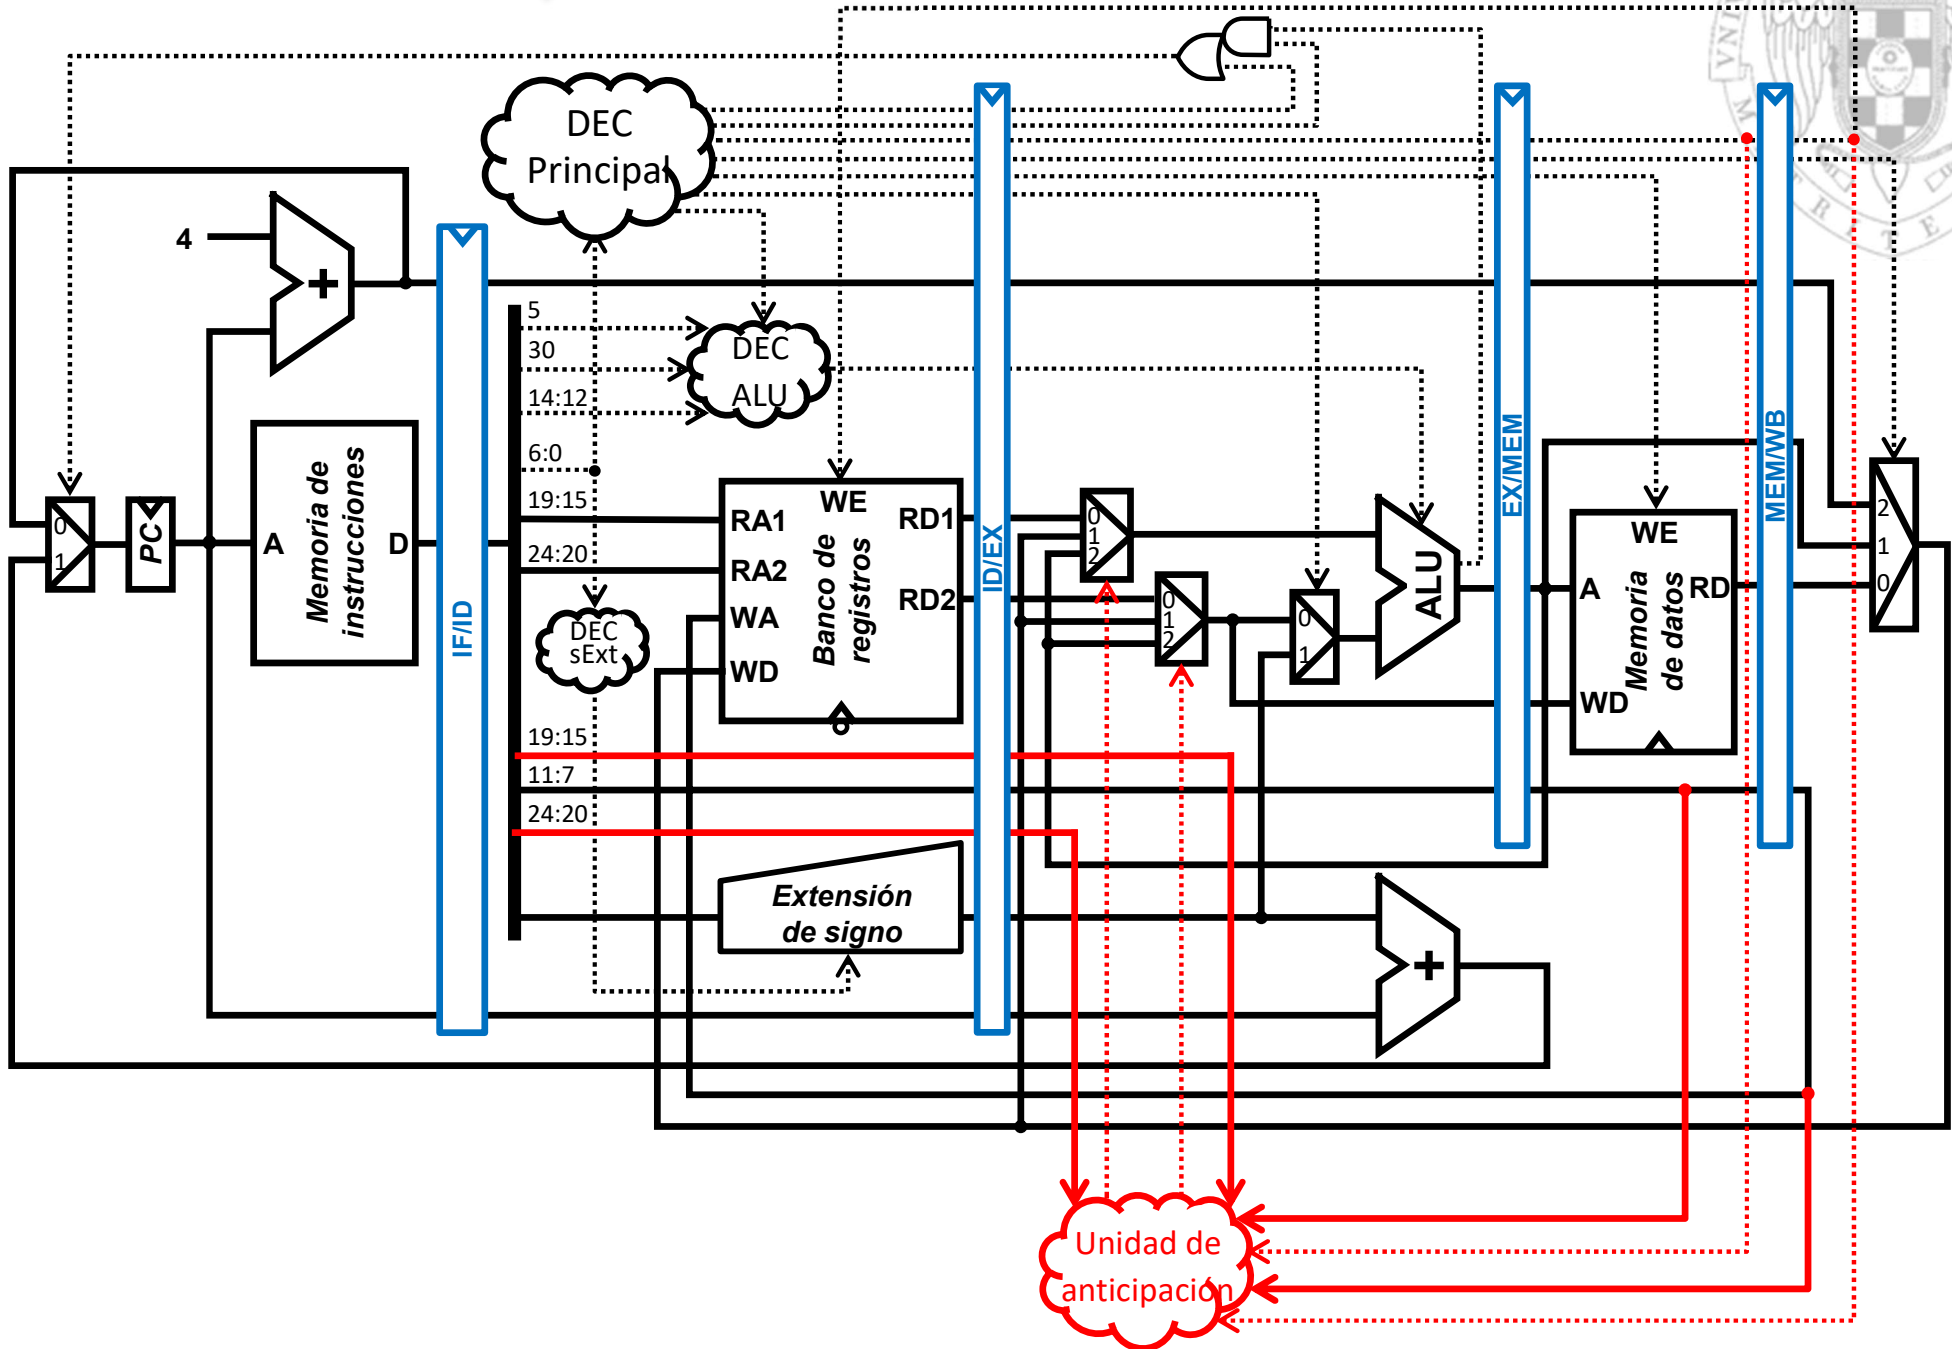 DEC
Principal
4
5
30
14:12
6:0
19:15
24:20
DEC
ALU
Memoria de
instrucciones
A
D
0
1
PC
IF/ID
DEC
sExt
RA1
RA2
WA
WD
WE
RD1
RD2
Banco de
registros
ID/EX
0
1
2
0
1
2
0
1
ALU
EX/MEM
WE
A
RD
WD
Memoria
de datos
MEM/WB
2
1
0
19:15
11:7
24:20
Extensión
de signo
+
+
Unidad de
anticipación